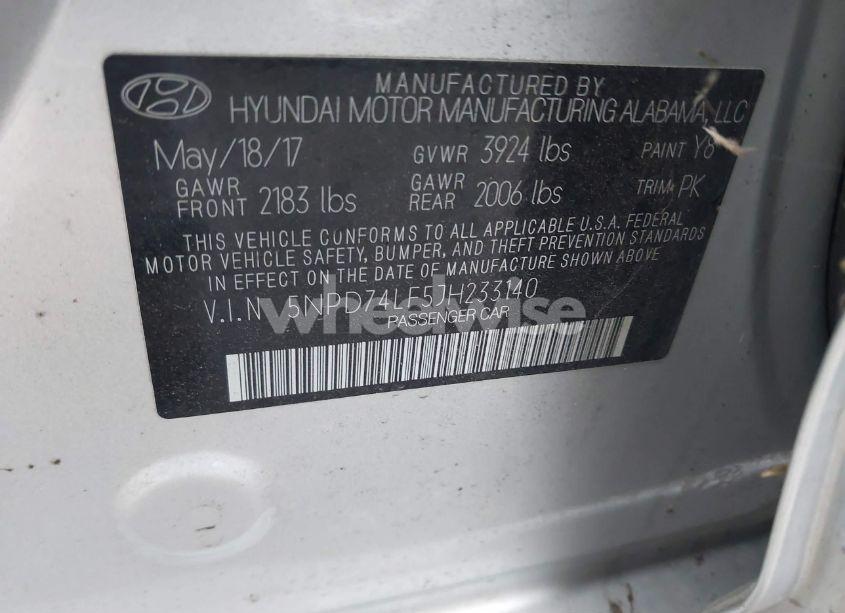 MANUFACTURED BY
HYUNDAI MOTOR MANUFACTURING ALABAMA, LLC
May/18/17 GVWR 3924 lbs PAINT Y8
GAWR FRONT 2183 lbs GAWR REAR 2006 lbs TRIM PK
THIS VEHICLE CONFORMS TO ALL APPLICABLE U.S.A. FEDERAL
MOTOR VEHICLE SAFETY, BUMPER, AND THEFT PREVENTION STANDARDS
IN EFFECT ON THE DATE OF MANUFACTURE SHOWN ABOVE
V.I.N 5NPD74LF5JH233140
PASSENGER CAR
wheelwise